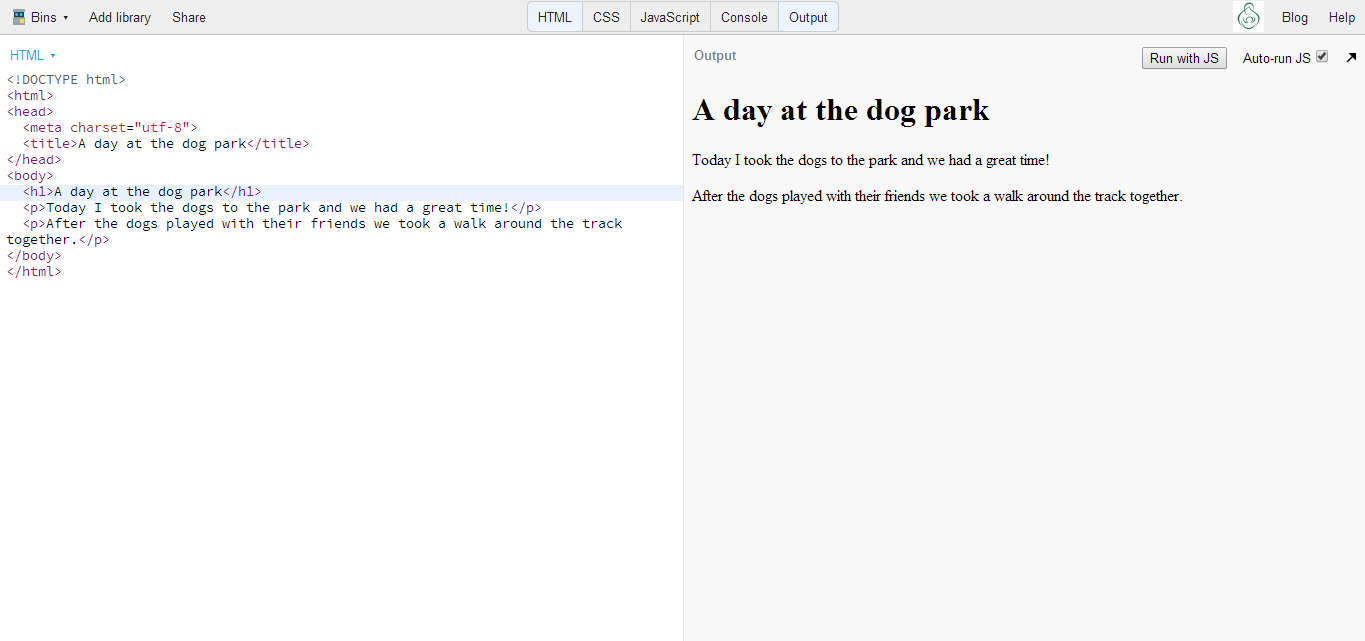 Bins Add library Share HTML CSS JavaScript Console Output Blog Help
HTML
<!DOCTYPE html>
<html>
<head>
  <meta charset="utf-8">
  <title>A day at the dog park</title>
</head>
<body>
  <h1>A day at the dog park</h1>
  <p>Today I took the dogs to the park and we had a great time!</p>
  <p>After the dogs played with their friends we took a walk around the track
together.</p>
</body>
</html>
Output Run with JS Auto-run JS
A day at the dog park
Today I took the dogs to the park and we had a great time!
After the dogs played with their friends we took a walk around the track together.